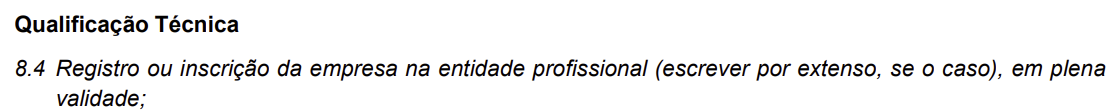 Qualificação Técnica
8.4 Registro ou inscrição da empresa na entidade profissional (escrever por extenso, se o caso), em plena
validade;